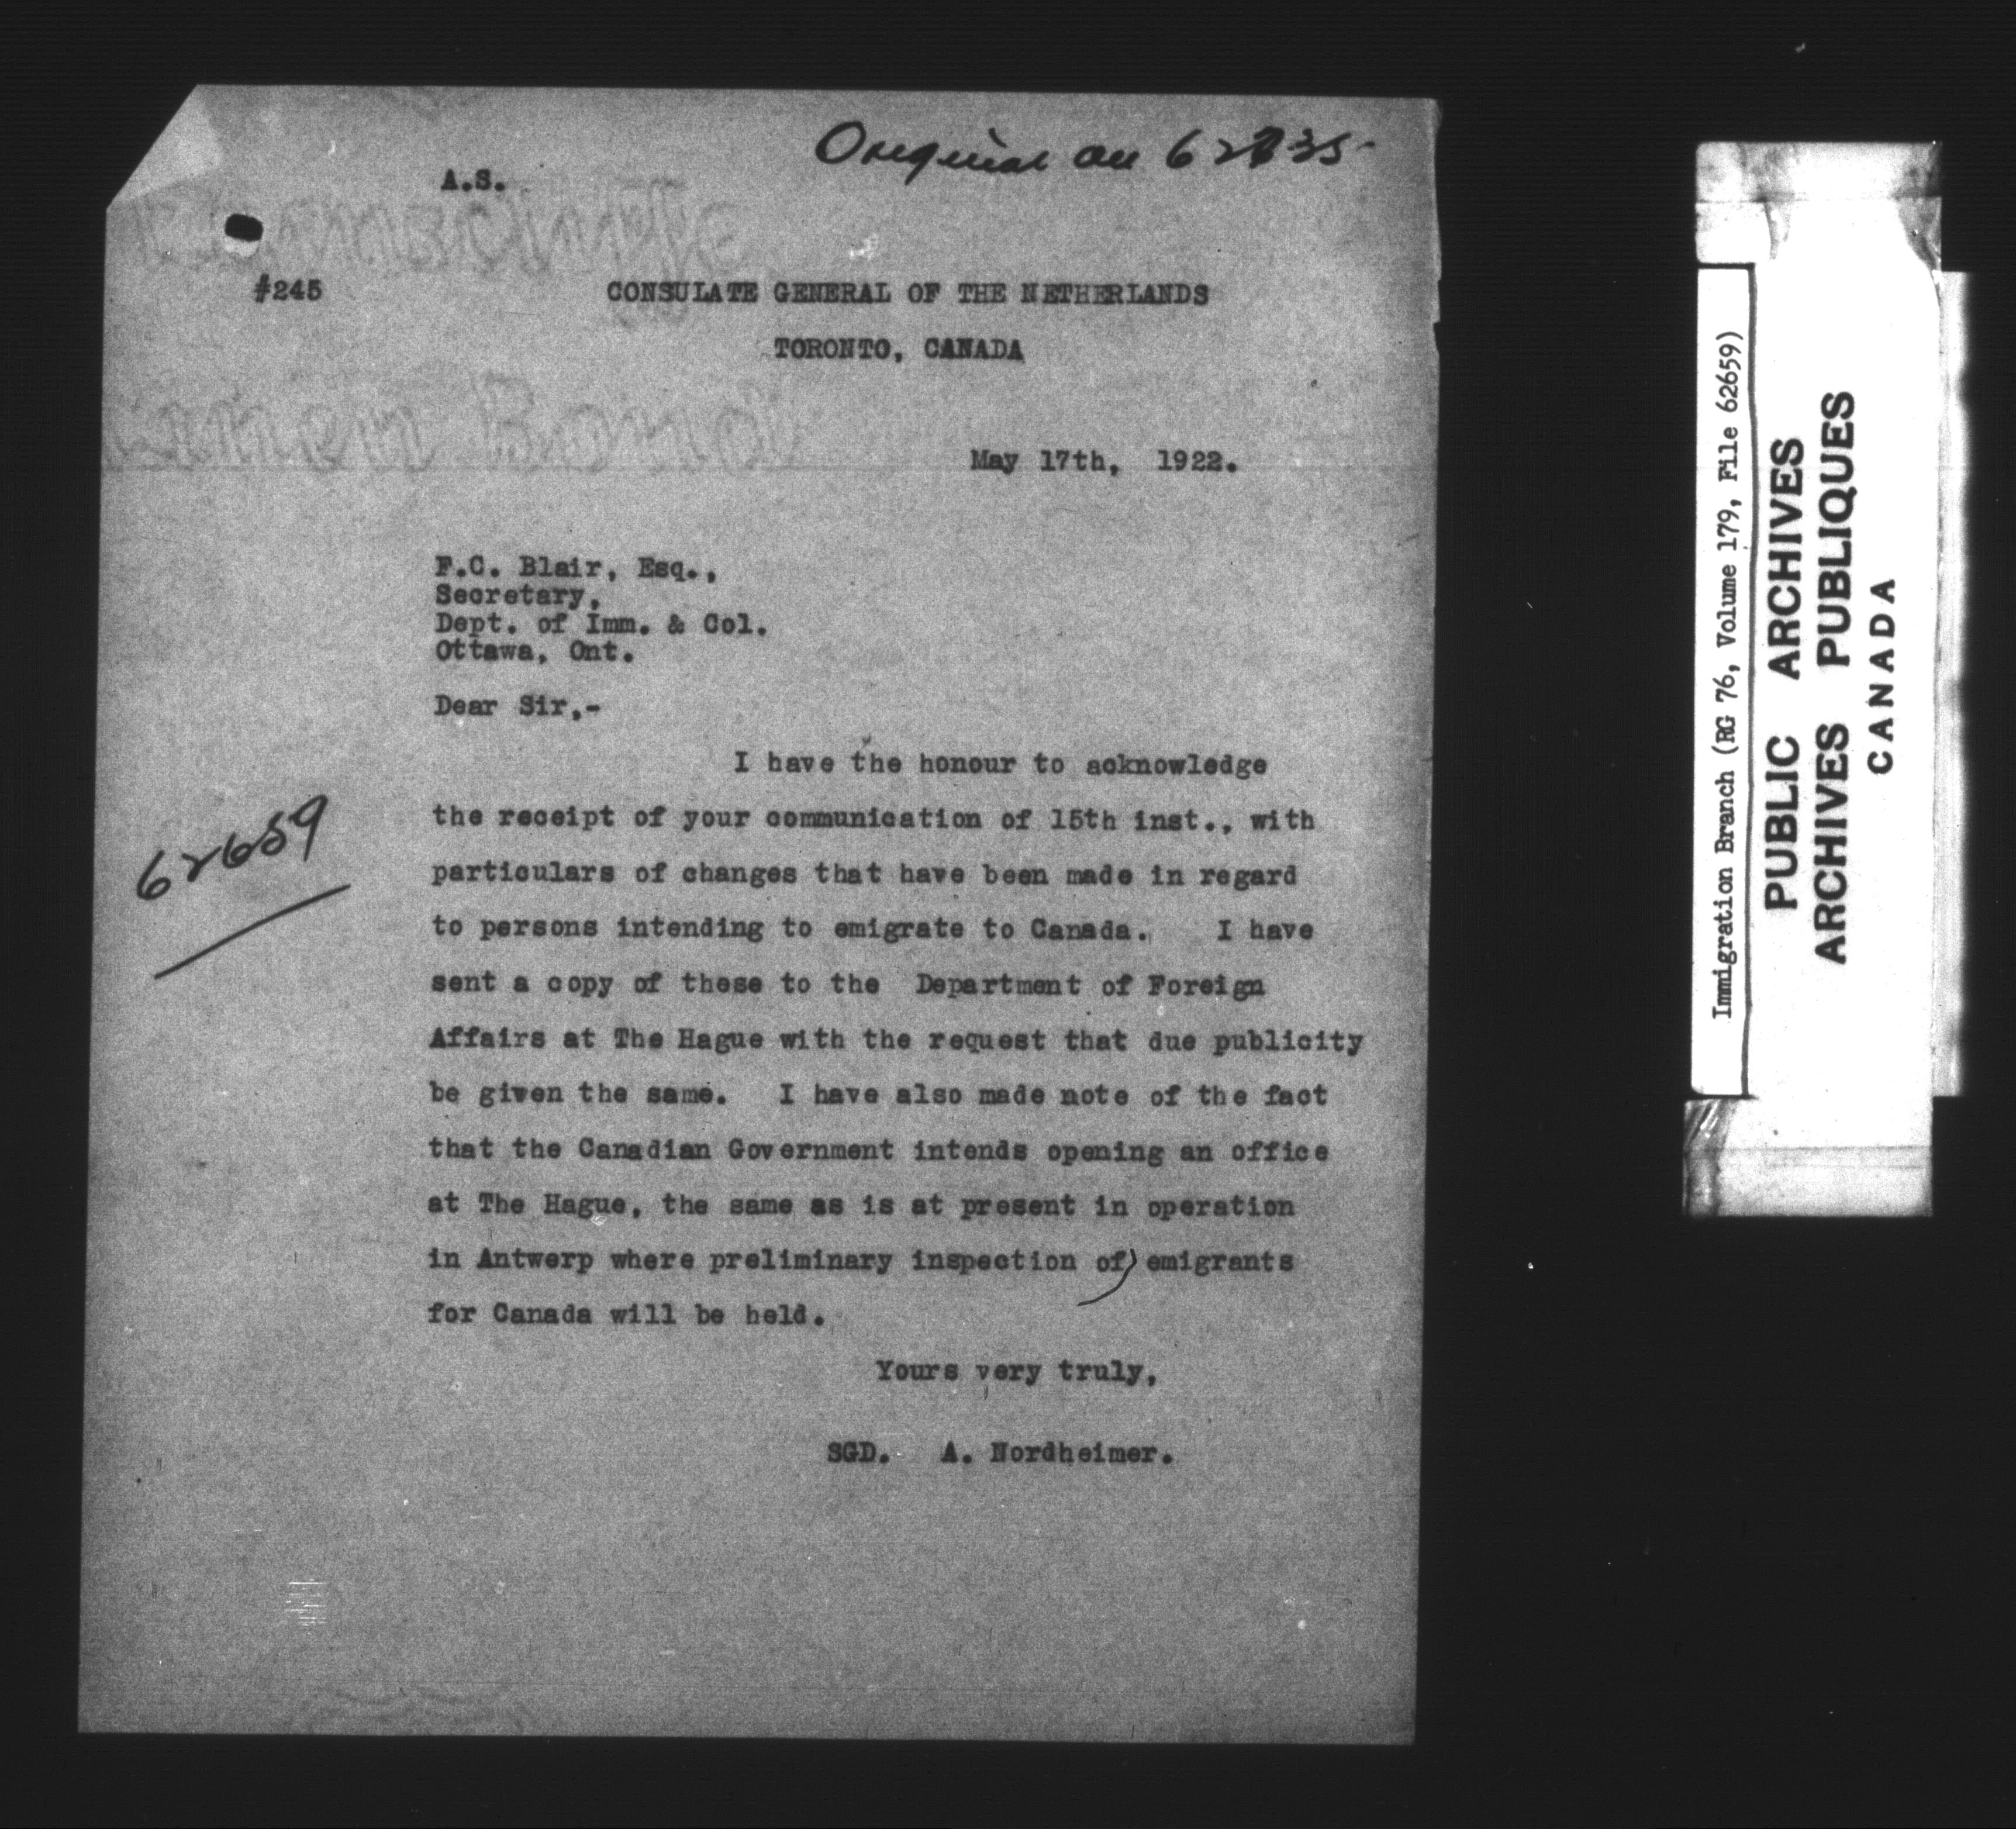 Original on
A.S.
#245
CONSULATE GENERAL OF THE NETHERLANDS
TORONTO, CANADA
May 17th, 1922.
F.C. Blair, Esq.,
Secretary,
Dept. of Imm. & Col.
Ottawa, Ont.
Dear Sir,-
I have the honour to acknowledge
the receipt of your communication of 15th inst., with
particulars of changes that have been made in regard
to persons intending to emigrate to Canada. I have
sent a copy of these to the Department of Foreign
Affairs at The Hague with the request that due publicity
be given the same. I have also made note of the fact
that the Canadian Government intends opening an office
at The Hague, the same as is at present in operation
in Antwerp where preliminary inspection of) emigrants
for Canada will be held.
Yours very truly,
SGD. A. Nordheimer.
62659
Immigration Branch (RG 76, Volume 179, File 62659)
PUBLIC ARCHIVES
ARCHIVES PUBLIQUES
CANADA